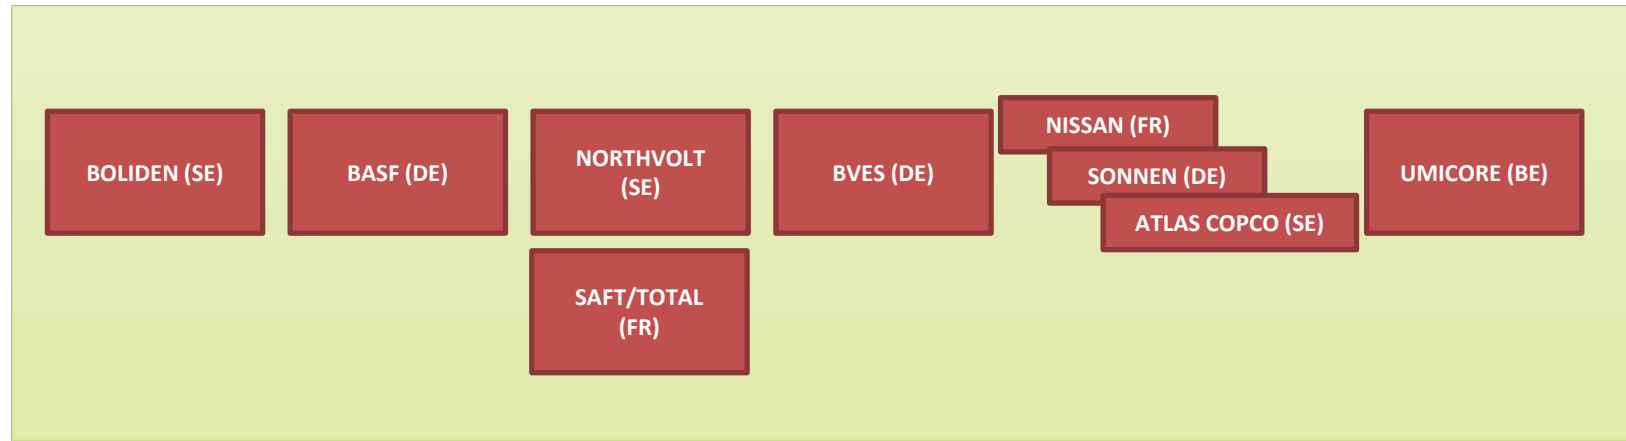 BOLIDEN (SE)
BASF (DE)
NORTHVOLT
(SE)
SAFT/TOTAL
(FR)
BVES (DE)
NISSAN (FR)
SONNEN (DE)
ATLAS COPCO (SE)
UMICORE (BE)